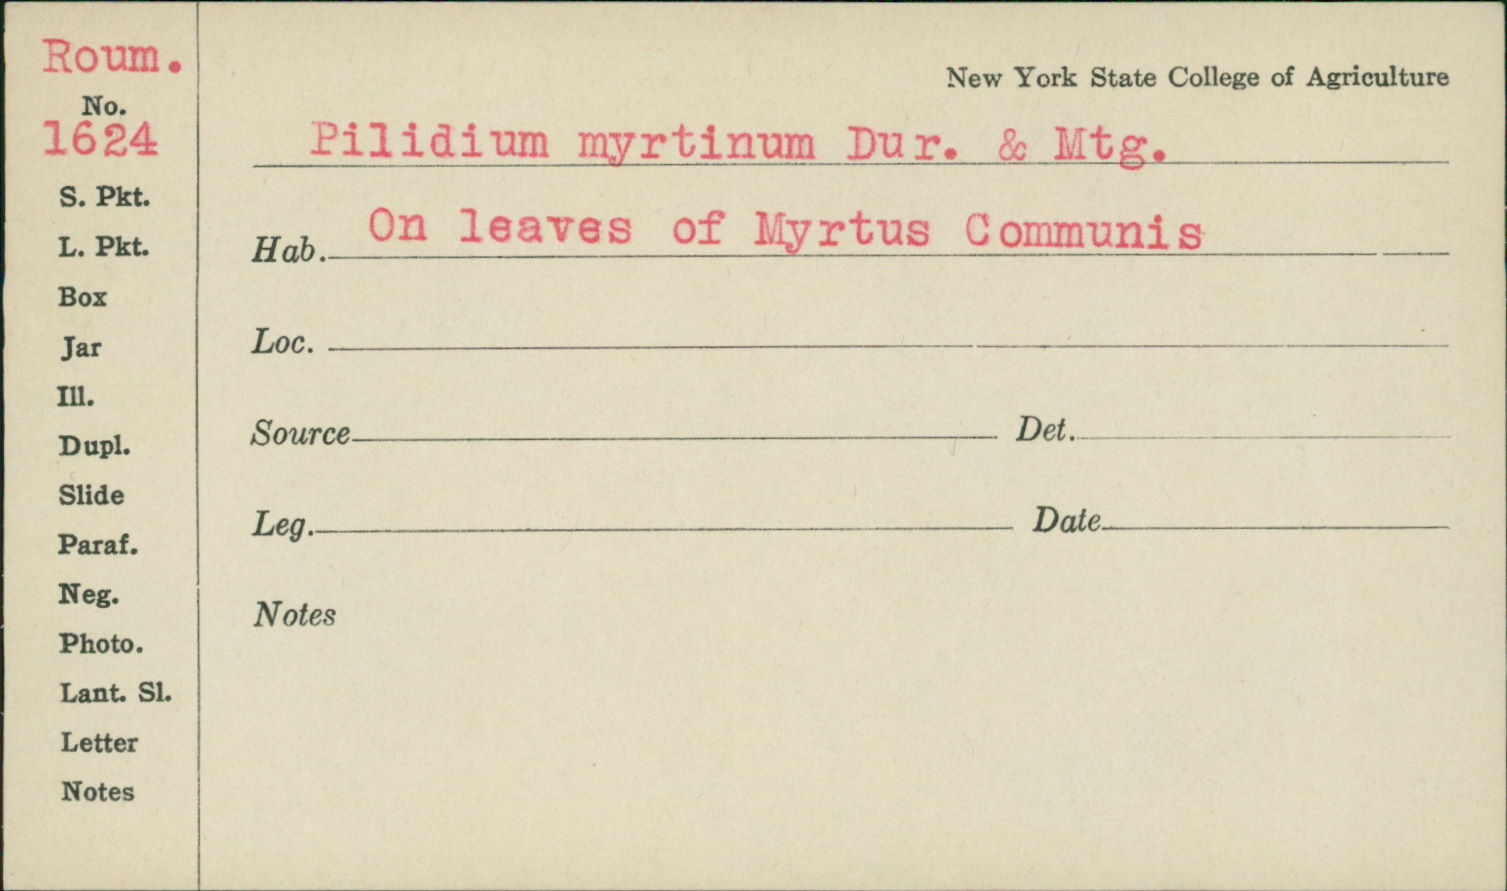 Roum.
No.
1624
S. Pkt.
L. Pkt.
Box
Jar
Ill.
Dupl.
Slide
Paraf.
Neg.
Photo.
Lant. Sl.
Letter
Notes
New York State College of Agriculture
Pilidium myrtinum Dur. & Mtg.
Hab. On leaves of Myrtus Communis
Loc.
Source Det.
Leg. Date
Notes